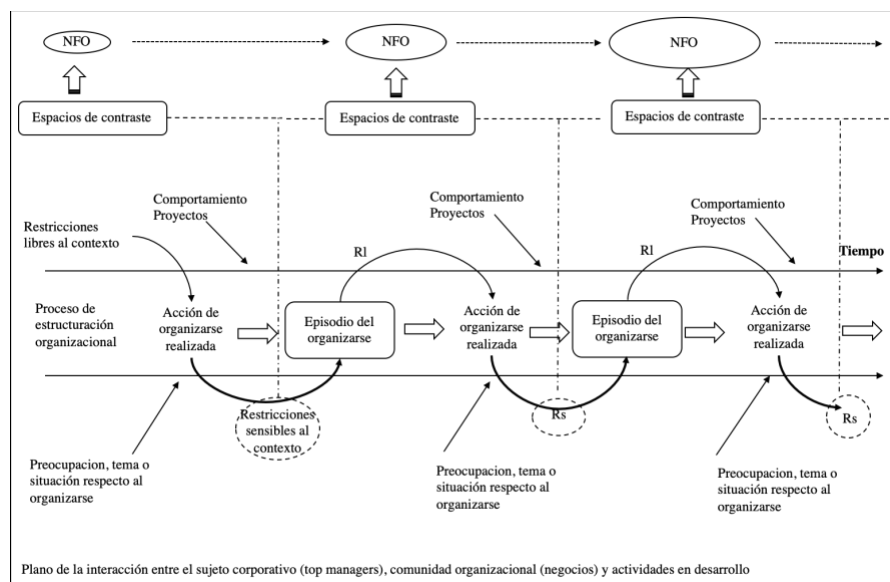 NFO
NFO
NFO
Espacios de contraste
Espacios de contraste
Espacios de contraste
Restricciones
libres al contexto
Comportamiento
Proyectos
Rl
Comportamiento
Proyectos
Rl
Comportamiento
Proyectos
Tiempo
Proceso de
estructuración
organizacional
Acción de
organizarse
realizada
Episodio del
organizarse
Acción de
organizarse
realizada
Episodio del
organizarse
Acción de
organizarse
realizada
Restricciones
sensibles al
contexto
Rs
Rs
Preocupacion, tema o
situación respecto al
organizarse
Preocupacion, tema o
situación respecto al
organizarse
Preocupacion, tema o
situación respecto al
organizarse
Plano de la interacción entre el sujeto corporativo (top managers), comunidad organizacional (negocios) y actividades en desarrollo